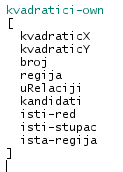 kvadratici-own
[
kvadraticX
kvadraticY
broj
regija
uRelaciji
kandidati
isti-red
isti-stupac
ista-regija
]